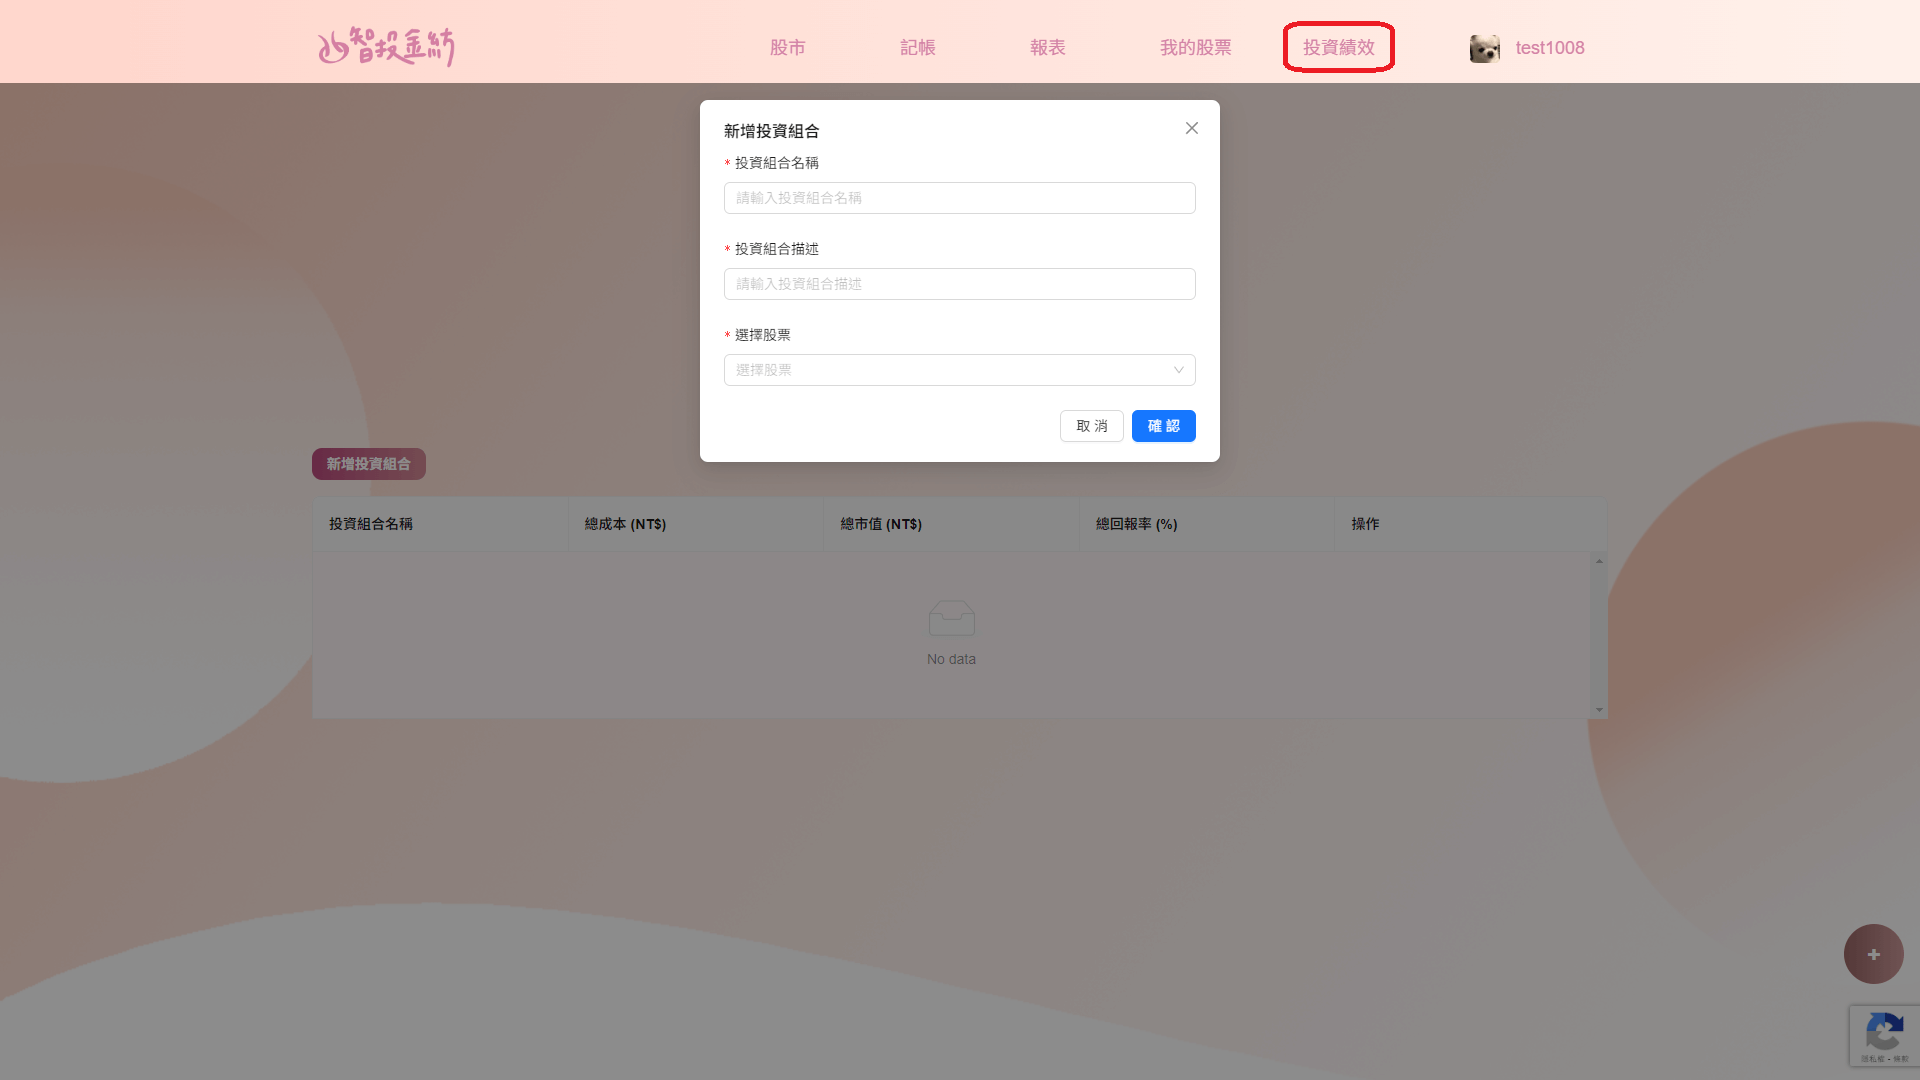 智投金紡
股市
記帳
報表
我的股票
投資績效
test1008
新增投資組合
* 投資組合名稱
請輸入投資組合名稱
* 投資組合描述
請輸入投資組合描述
* 選擇股票
選擇股票
取消
確認
新增投資組合
投資組合名稱
總成本 (NT$)
總市值 (NT$)
總回報率 (%)
操作
No data
+
隱私權 - 條款